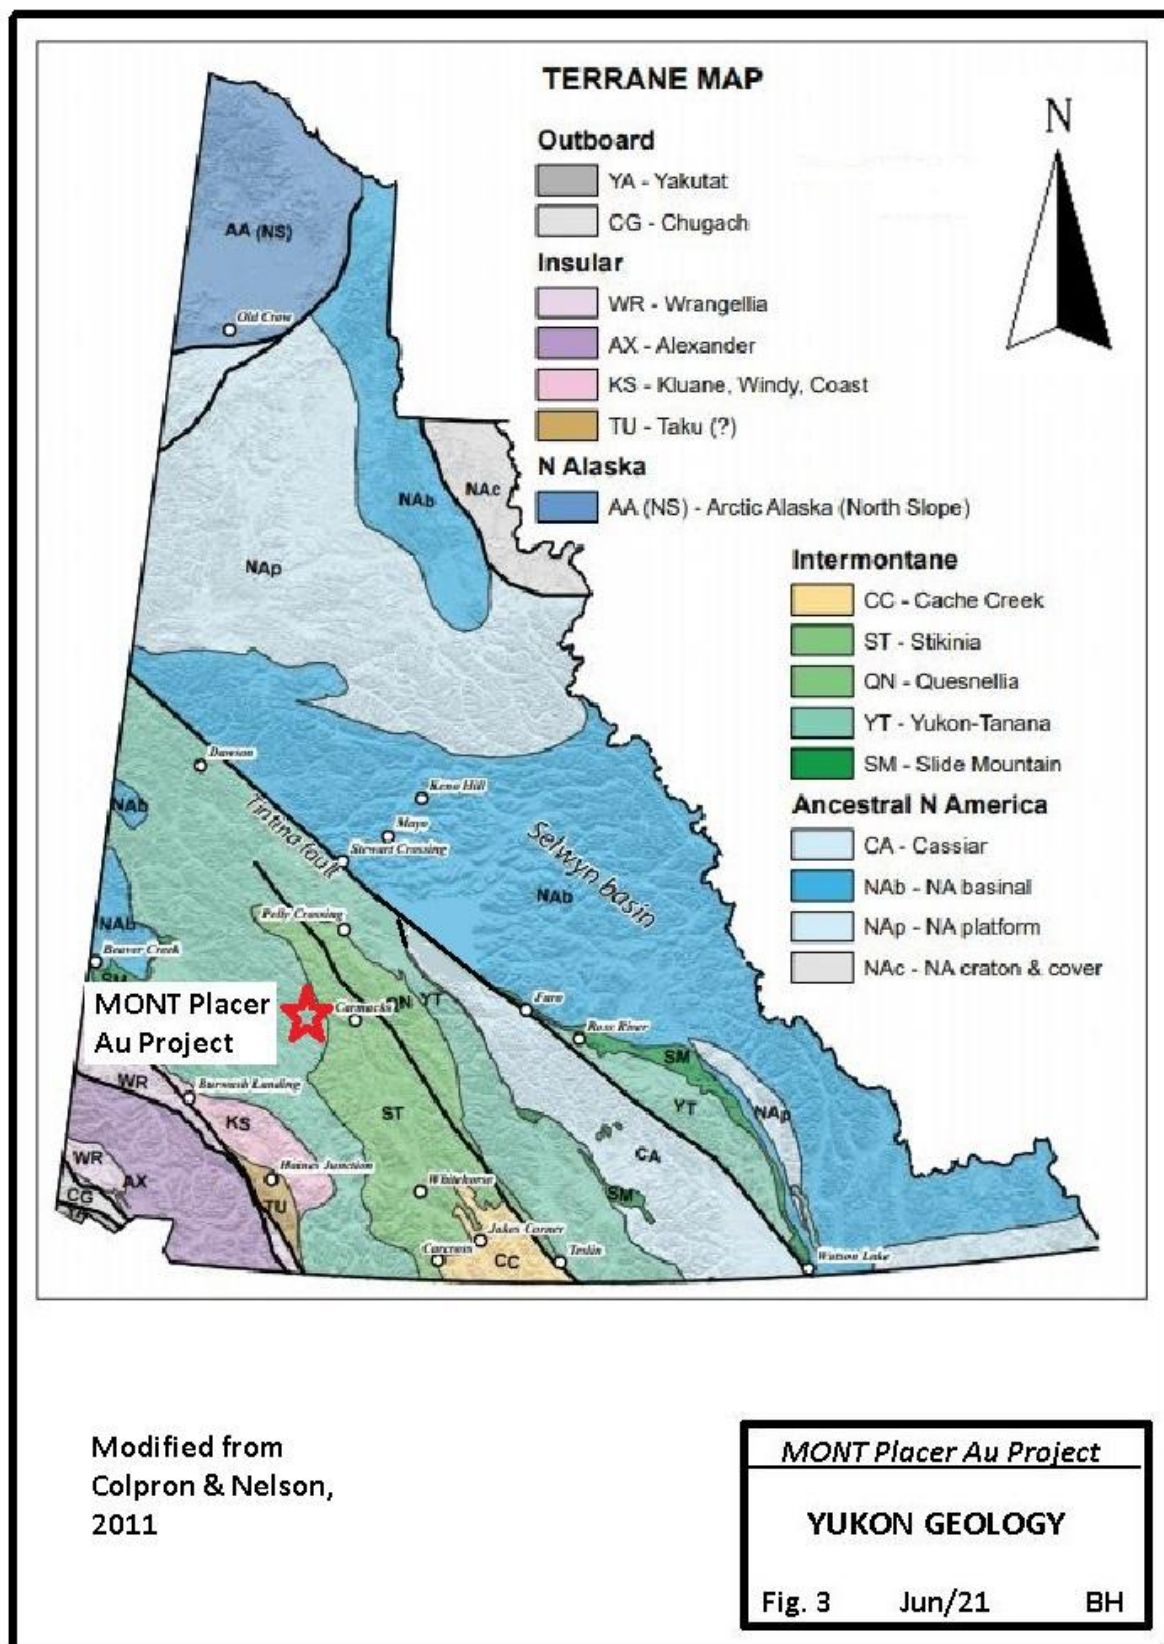 TERRANE MAP
N
Outboard
YA - Yakutat
CG - Chugach
Insular
WR - Wrangellia
AX - Alexander
KS - Kluane, Windy, Coast
TU - Taku (?)
N Alaska
AA (NS) - Arctic Alaska (North Slope)
Intermontane
CC - Cache Creek
ST - Stikinia
QN - Quesnellia
YT - Yukon-Tanana
SM - Slide Mountain
Ancestral N America
CA - Cassiar
NAb - NA basinal
NAp - NA platform
NAc - NA craton & cover
AA (NS)
Old Crow
NAb
NAc
NAp
Dawson
Keno Hill
Mayo
Stewart Crossing
Tintina fault
Selwyn basin
NAb
NAb
NAb
Pelly Crossing
Beaver Creek
SM
MONT Placer
Au Project
Carmacks
QN
YT
Faro
Ross River
SM
WR
Burwash Landing
KS
ST
YT
NAp
CA
WR
AX
Haines Junction
CG
YA
TU
Whitehorse
SM
Jakes Corner
Carcross
CC
Teslin
Watson Lake
Modified from
Colpron & Nelson,
2011
MONT Placer Au Project
YUKON GEOLOGY
Fig. 3 Jun/21 BH